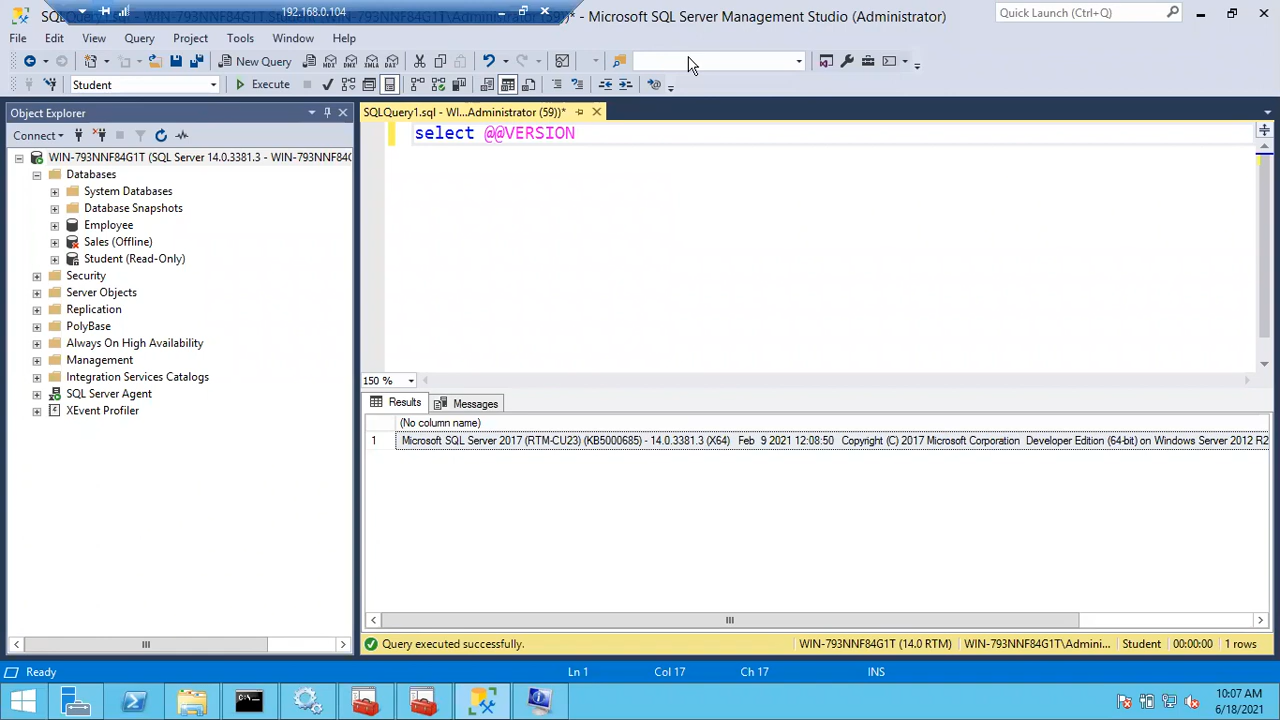 192.168.0.104
- Microsoft SQL Server Management Studio (Administrator)
Quick Launch (Ctrl+Q)
File Edit View Query Project Tools Window Help
New Query
MDX DMX XMLA DAX
Student
Execute
Object Explorer
SQLQuery1.sql - WI...Administrator (59))*
Connect
select @@VERSION
WIN-793NNF84G1T (SQL Server 14.0.3381.3 - WIN-793NNF84G
Databases
System Databases
Database Snapshots
Employee
Sales (Offline)
Student (Read-Only)
Security
Server Objects
Replication
PolyBase
Always On High Availability
Management
Integration Services Catalogs
SQL Server Agent
XEvent Profiler
150 %
Results Messages
(No column name)
1 Microsoft SQL Server 2017 (RTM-CU23) (KB5000685) - 14.0.3381.3 (X64) Feb 9 2021 12:08:50 Copyright (C) 2017 Microsoft Corporation Developer Edition (64-bit) on Windows Server 2012 R2
Query executed successfully. WIN-793NNF84G1T (14.0 RTM) WIN-793NNF84G1T\Admini... Student 00:00:00 1 rows
Ready Ln 1 Col 17 Ch 17 INS
10:07 AM
6/18/2021